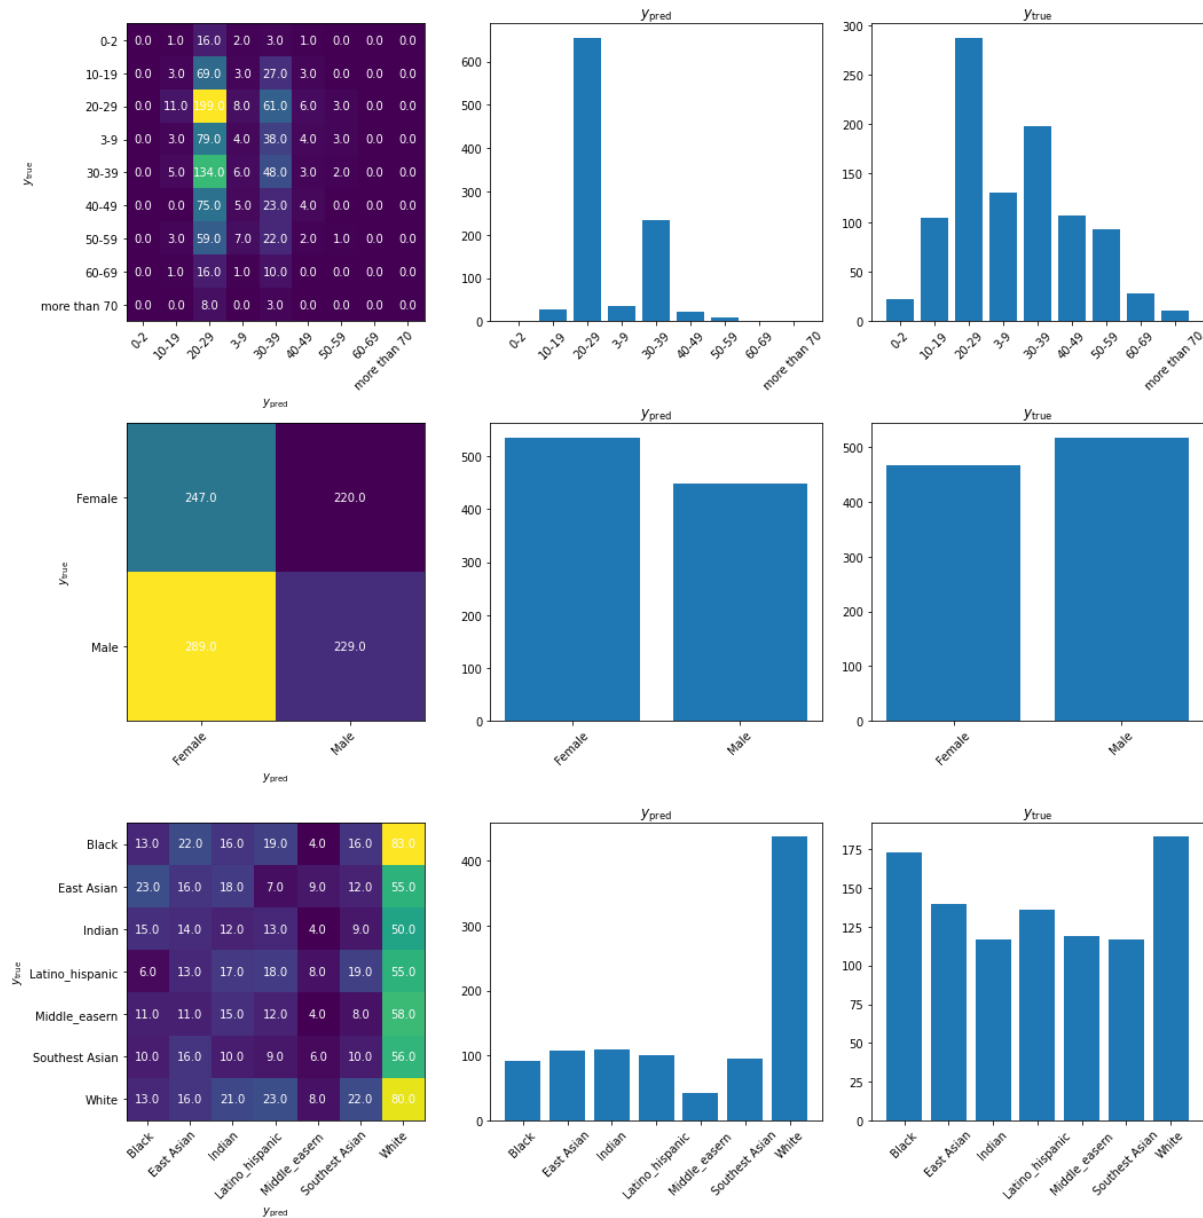 y_pred
y_true
0-2 0.0 1.0 16.0 2.0 3.0 1.0 0.0 0.0 0.0
10-19 0.0 3.0 69.0 3.0 27.0 3.0 0.0 0.0 0.0
20-29 0.0 11.0 199.0 8.0 61.0 6.0 3.0 0.0 0.0
3-9 0.0 3.0 79.0 4.0 38.0 4.0 3.0 0.0 0.0
30-39 0.0 5.0 134.0 6.0 48.0 3.0 2.0 0.0 0.0
40-49 0.0 0.0 75.0 5.0 23.0 4.0 0.0 0.0 0.0
50-59 0.0 3.0 59.0 7.0 22.0 2.0 1.0 0.0 0.0
60-69 0.0 1.0 16.0 1.0 10.0 0.0 0.0 0.0 0.0
more than 70 0.0 0.0 8.0 0.0 3.0 0.0 0.0 0.0 0.0
y_true
0-2 10-19 20-29 3-9 30-39 40-49 50-59 60-69 more than 70
y_pred
600
500
400
300
200
100
0
0-2 10-19 20-29 3-9 30-39 40-49 50-59 60-69 more than 70
300
250
200
150
100
50
0
0-2 10-19 20-29 3-9 30-39 40-49 50-59 60-69 more than 70
y_pred
y_true
Female 247.0 220.0
Male 289.0 229.0
y_true
Female Male
y_pred
500
400
300
200
100
0
Female Male
500
400
300
200
100
0
Female Male
y_pred
y_true
Black 13.0 22.0 16.0 19.0 4.0 16.0 83.0
East Asian 23.0 16.0 18.0 7.0 9.0 12.0 55.0
Indian 15.0 14.0 12.0 13.0 4.0 9.0 50.0
Latino_hispanic 6.0 13.0 17.0 18.0 8.0 19.0 55.0
Middle_easern 11.0 11.0 15.0 12.0 4.0 8.0 58.0
Southest Asian 10.0 16.0 10.0 9.0 6.0 10.0 56.0
White 13.0 16.0 21.0 23.0 8.0 22.0 80.0
y_true
Black East Asian Indian Latino_hispanic Middle_easern Southest Asian White
y_pred
400
300
200
100
0
Black East Asian Indian Latino_hispanic Middle_easern Southest Asian White
175
150
125
100
75
50
25
0
Black East Asian Indian Latino_hispanic Middle_easern Southest Asian White